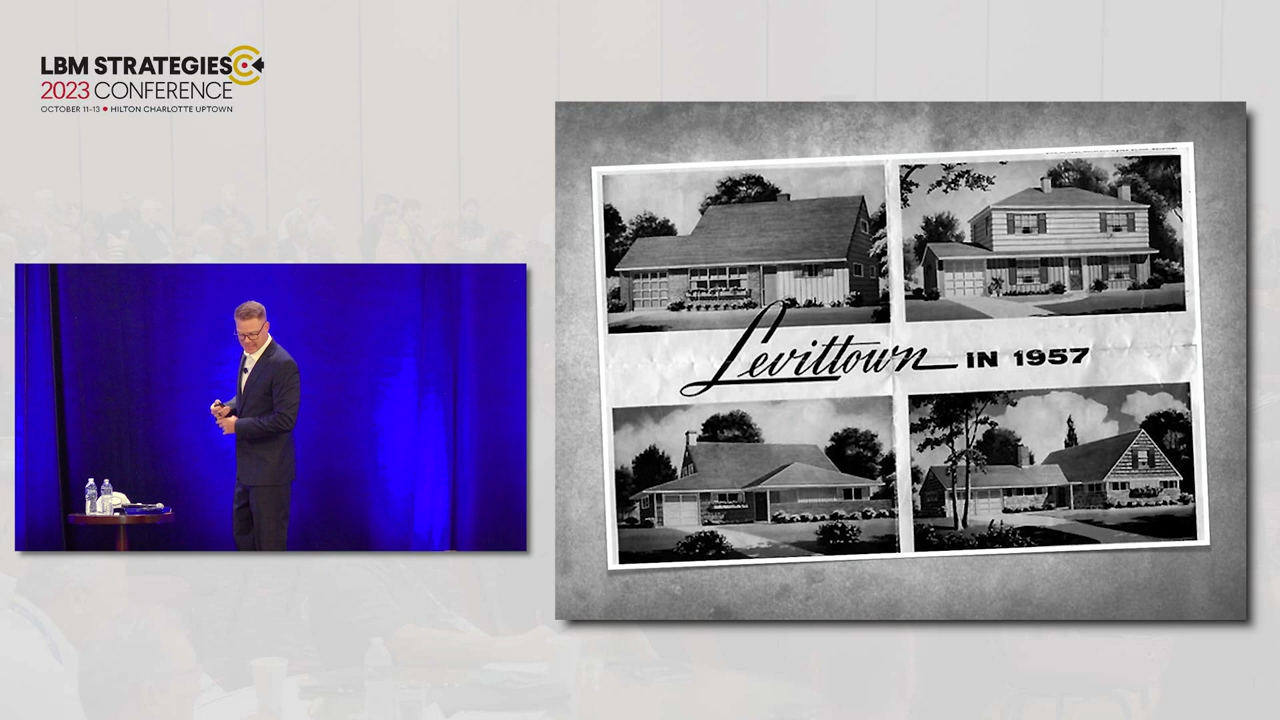 LBM STRATEGIES
2023 CONFERENCE
OCTOBER 11-13 • HILTON CHARLOTTE UPTOWN
Levittown IN 1957